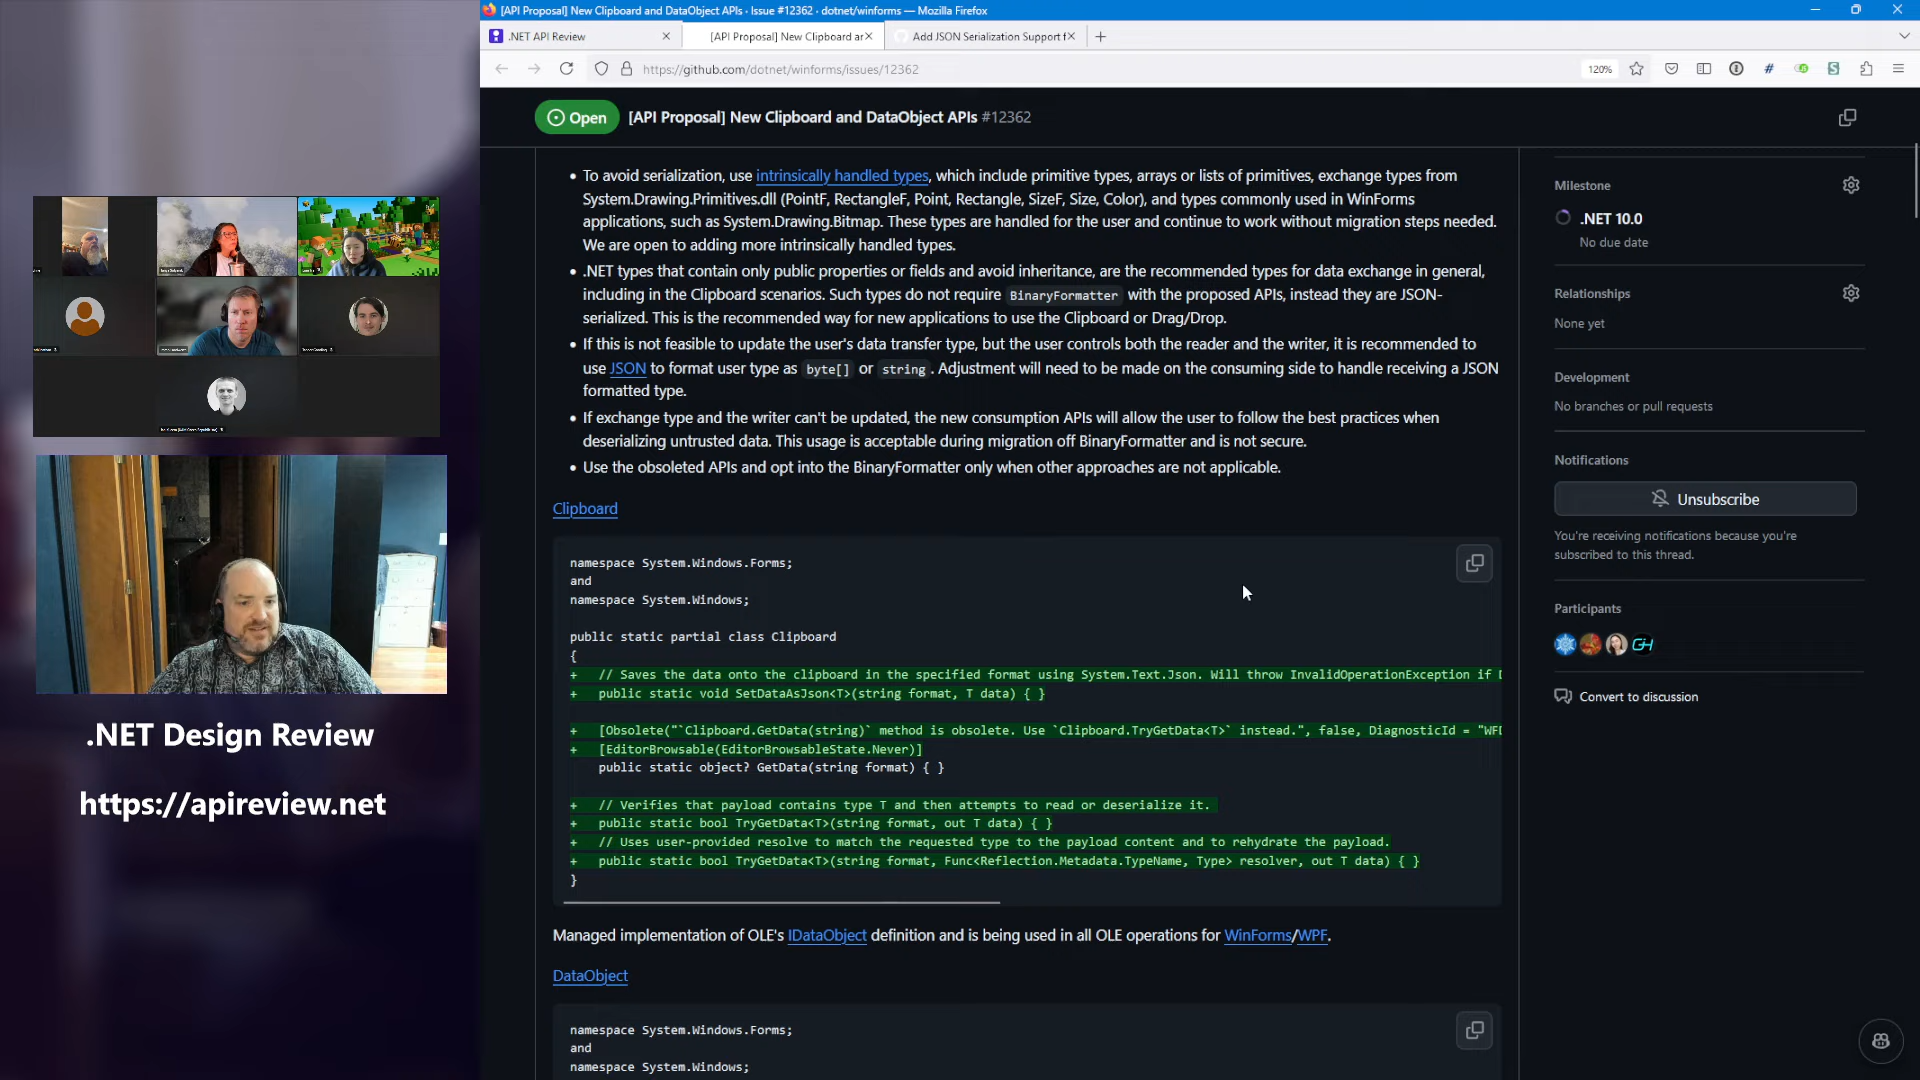 [API Proposal] New Clipboard and DataObject APIs · Issue #12362 · dotnet/winforms — Mozilla Firefox
.NET API Review
[API Proposal] New Clipboard ar
Add JSON Serialization Support f
https://github.com/dotnet/winforms/issues/12362
120%
Open
[API Proposal] New Clipboard and DataObject APIs #12362
• To avoid serialization, use intrinsically handled types, which include primitive types, arrays or lists of primitives, exchange types from
System.Drawing.Primitives.dll (PointF, RectangleF, Point, Rectangle, SizeF, Size, Color), and types commonly used in WinForms
applications, such as System.Drawing.Bitmap. These types are handled for the user and continue to work without migration steps needed.
We are open to adding more intrinsically handled types.
• .NET types that contain only public properties or fields and avoid inheritance, are the recommended types for data exchange in general,
including in the Clipboard scenarios. Such types do not require BinaryFormatter with the proposed APIs, instead they are JSON-
serialized. This is the recommended way for new applications to use the Clipboard or Drag/Drop.
• If this is not feasible to update the user's data transfer type, but the user controls both the reader and the writer, it is recommended to
use JSON to format user type as byte[] or string. Adjustment will need to be made on the consuming side to handle receiving a JSON
formatted type.
• If exchange type and the writer can't be updated, the new consumption APIs will allow the user to follow the best practices when
deserializing untrusted data. This usage is acceptable during migration off BinaryFormatter and is not secure.
• Use the obsoleted APIs and opt into the BinaryFormatter only when other approaches are not applicable.
Clipboard
namespace System.Windows.Forms;
and
namespace System.Windows;
public static partial class Clipboard
{
+ // Saves the data onto the clipboard in the specified format using System.Text.Json. Will throw InvalidOperationException if D
+ public static void SetDataAsJson<T>(string format, T data) { }
+ [Obsolete("`Clipboard.GetData(string)` method is obsolete. Use `Clipboard.TryGetData<T>` instead.", false, DiagnosticId = "WFD
+ [EditorBrowsable(EditorBrowsableState.Never)]
public static object? GetData(string format) { }
+ // Verifies that payload contains type T and then attempts to read or deserialize it.
+ public static bool TryGetData<T>(string format, out T data) { }
+ // Uses user-provided resolve to match the requested type to the payload content and to rehydrate the payload.
+ public static bool TryGetData<T>(string format, Func<Reflection.Metadata.TypeName, Type> resolver, out T data) { }
}
Managed implementation of OLE's IDataObject definition and is being used in all OLE operations for WinForms/WPF.
DataObject
namespace System.Windows.Forms;
and
namespace System.Windows;
Milestone
.NET 10.0
No due date
Relationships
None yet
Development
No branches or pull requests
Notifications
Unsubscribe
You're receiving notifications because you're
subscribed to this thread.
Participants
Convert to discussion
.NET Design Review
https://apireview.net